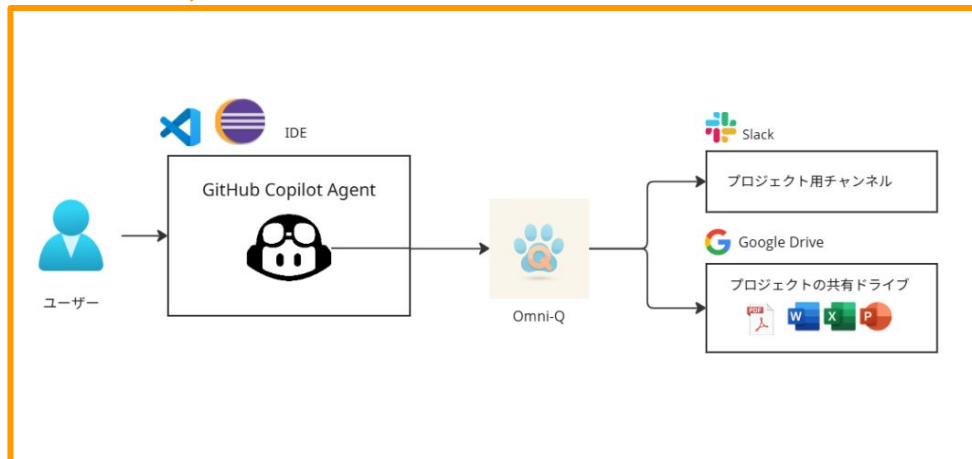 IDE
GitHub Copilot Agent
ユーザー
Q
Omni-Q
Slack
プロジェクト用チャンネル
Google Drive
プロジェクトの共有ドライブ
PDF
W
X
P